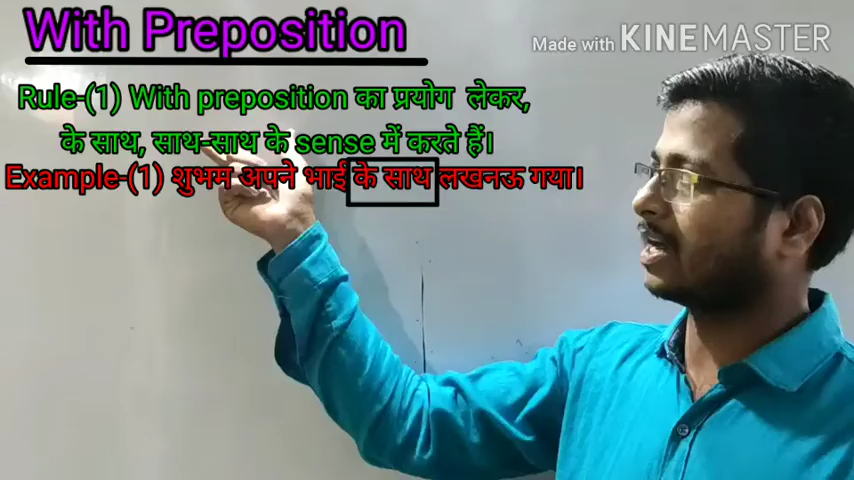 With Preposition
Made with KINEMASTER
Rule-(1) With preposition का प्रयोग लेकर,
के साथ, साथ-साथ के sense में करते हैं।
Example-(1) शुभम अपने भाई के साथ लखनऊ गया।